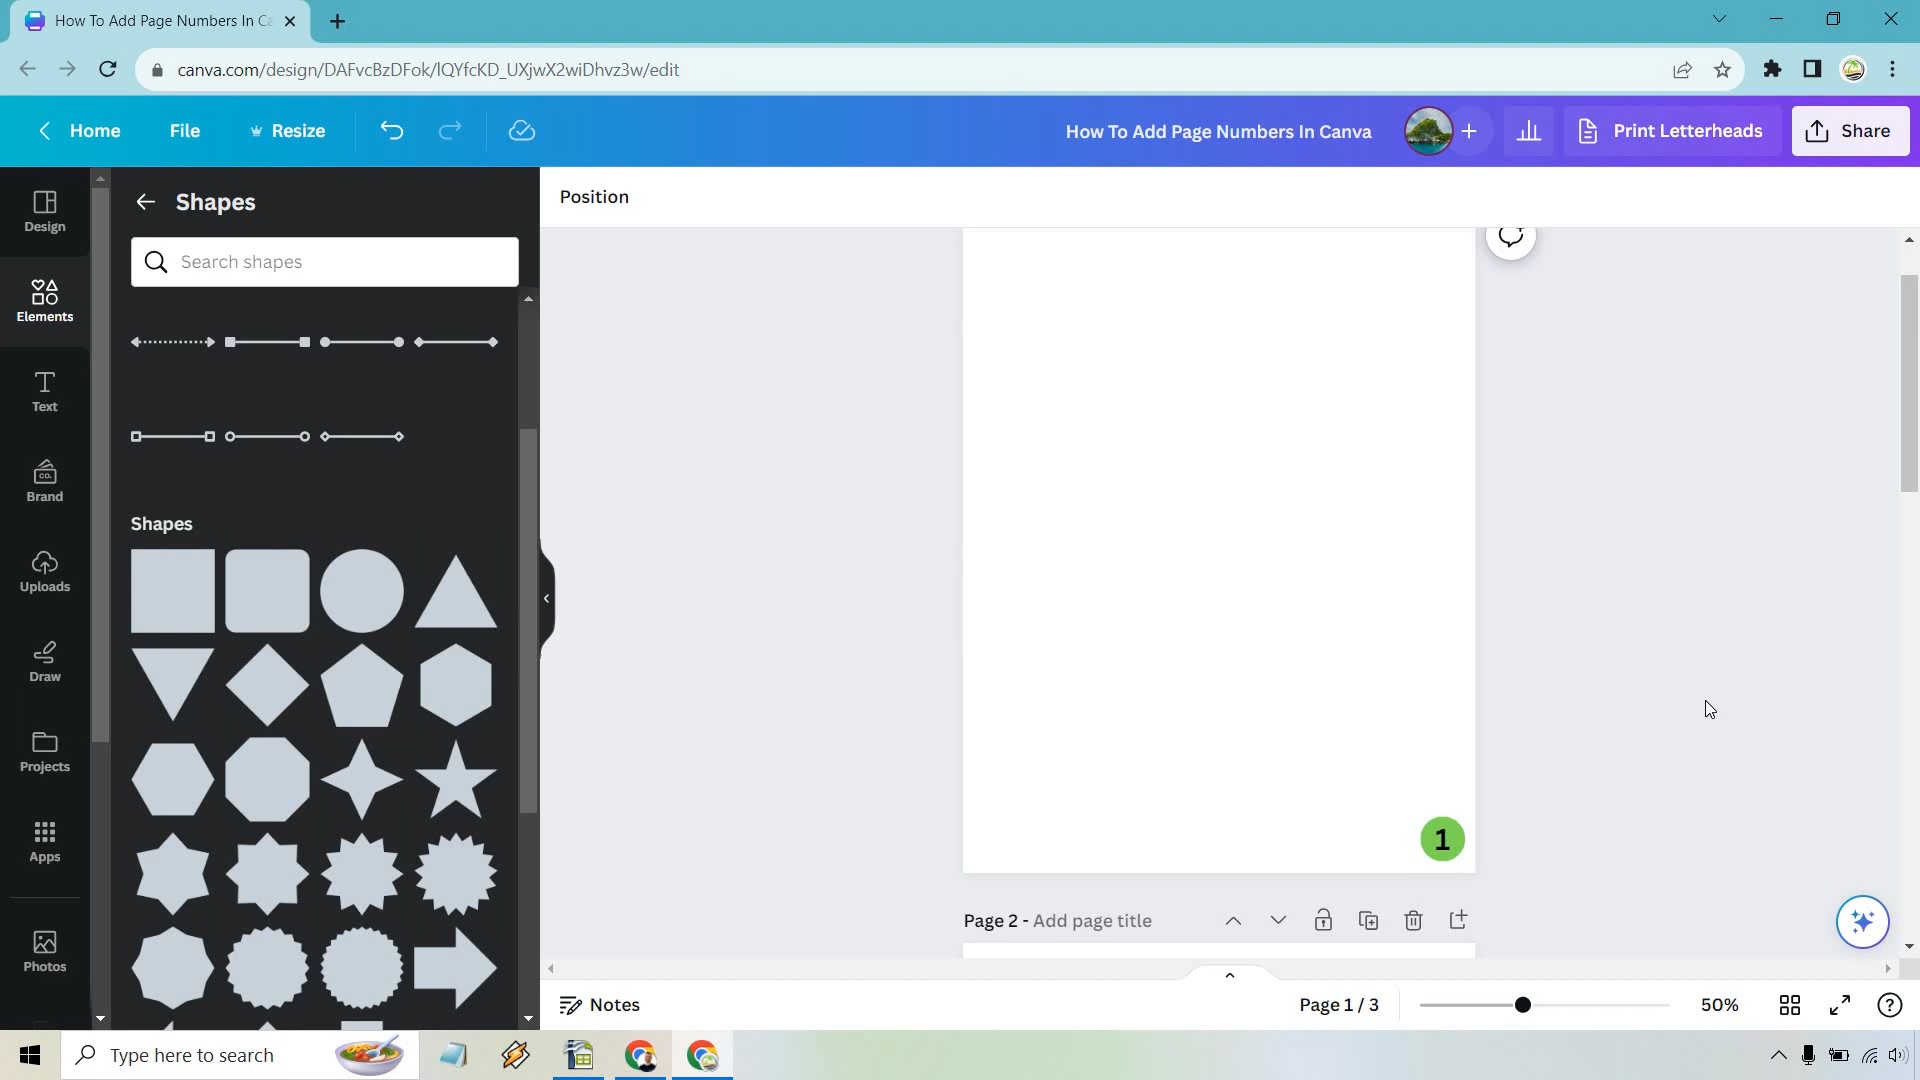 How To Add Page Numbers In Ca
canva.com/design/DAFvcBzDFok/lQYfcKD_UXjwX2wiDhvz3w/edit
Home
File
Resize
How To Add Page Numbers In Canva
Print Letterheads
Share
Design
Elements
Text
CO.
Brand
Uploads
Draw
Projects
Apps
Photos
Shapes
Search shapes
Shapes
Position
1
Page 2 - Add page title
Notes
Page 1 / 3
50%
Type here to search